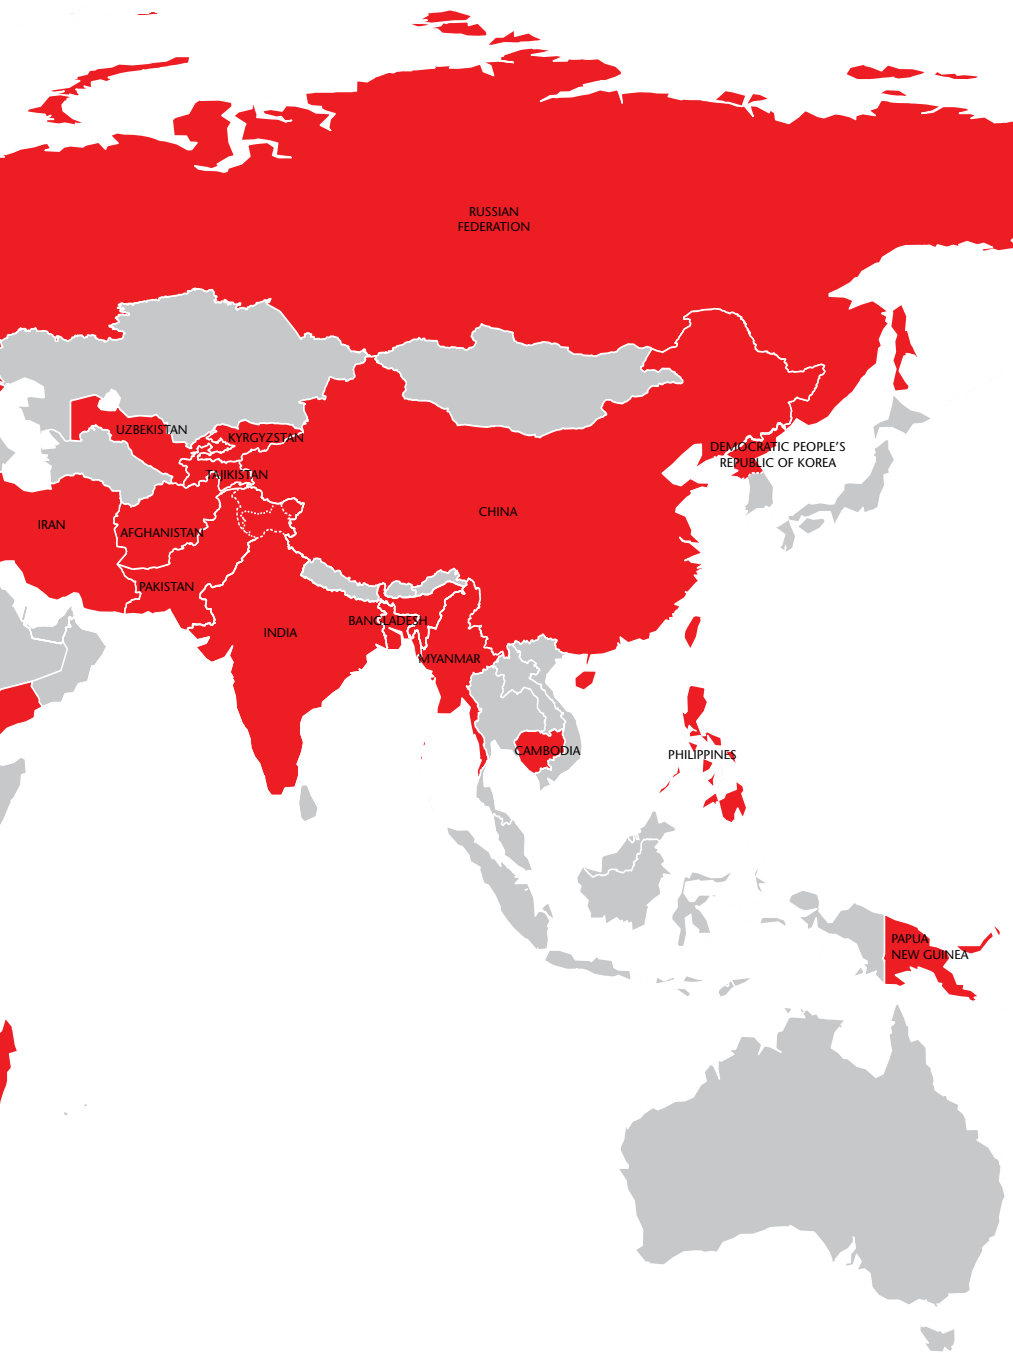 RUSSIAN
FEDERATION
UZBEKISTAN
KYRGYZSTAN
DEMOCRATIC PEOPLE'S
REPUBLIC OF KOREA
TAJIKISTAN
CHINA
IRAN
AFGHANISTAN
PAKISTAN
BANGLADESH
INDIA
MYANMAR
CAMBODIA
PHILIPPINES
PAPUA
NEW GUINEA